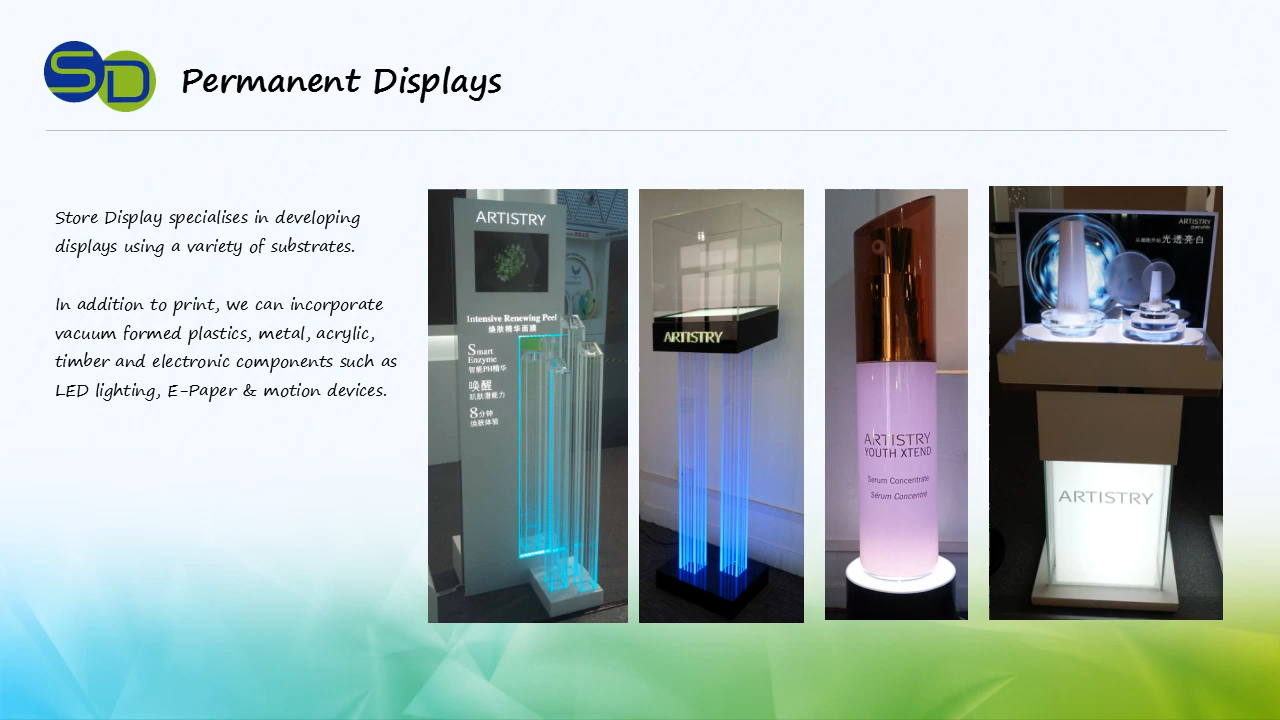 SD
Permanent Displays
Store Display specialises in developing
displays using a variety of substrates.
In addition to print, we can incorporate
vacuum formed plastics, metal, acrylic,
timber and electronic components such as
LED lighting, E-Paper & motion devices.
ARTISTRY
Intensive Renewing Peel
焕肤精华面膜
Smart
Enzyme
智能PH精华
唤醒
肌肤潜能力
8分钟
焕肤体验
ARTISTRY
ARTISTRY
YOUTH XTEND
Serum Concentrate
Sérum Concentré
ARTISTRY
光透亮白
ARTISTRY